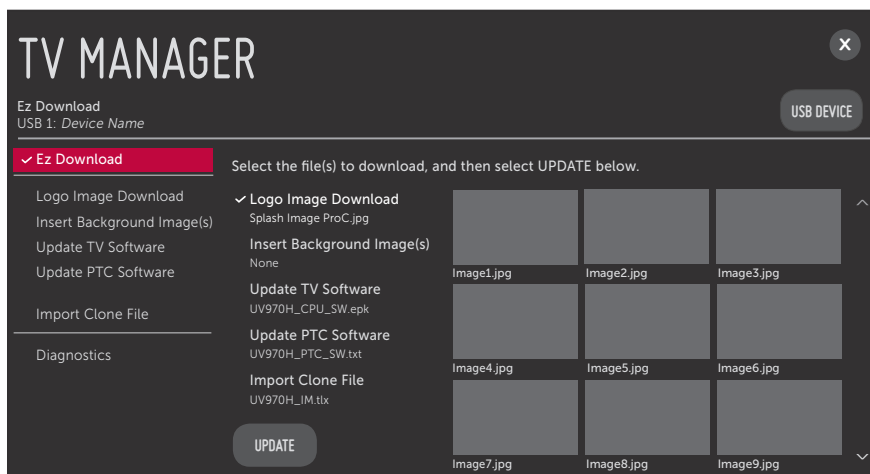 TV MANAGER
X
Ez Download
USB 1: Device Name
USB DEVICE
Ez Download
Logo Image Download
Insert Background Image(s)
Update TV Software
Update PTC Software
Import Clone File
Diagnostics
Select the file(s) to download, and then select UPDATE below.
Logo Image Download
Splash Image ProC.jpg
Insert Background Image(s)
None
Update TV Software
UV970H_CPU_SW.epk
Update PTC Software
UV970H_PTC_SW.txt
Import Clone File
UV970H_IM.tlx
UPDATE
Image1.jpg
Image2.jpg
Image3.jpg
Image4.jpg
Image5.jpg
Image6.jpg
Image7.jpg
Image8.jpg
Image9.jpg